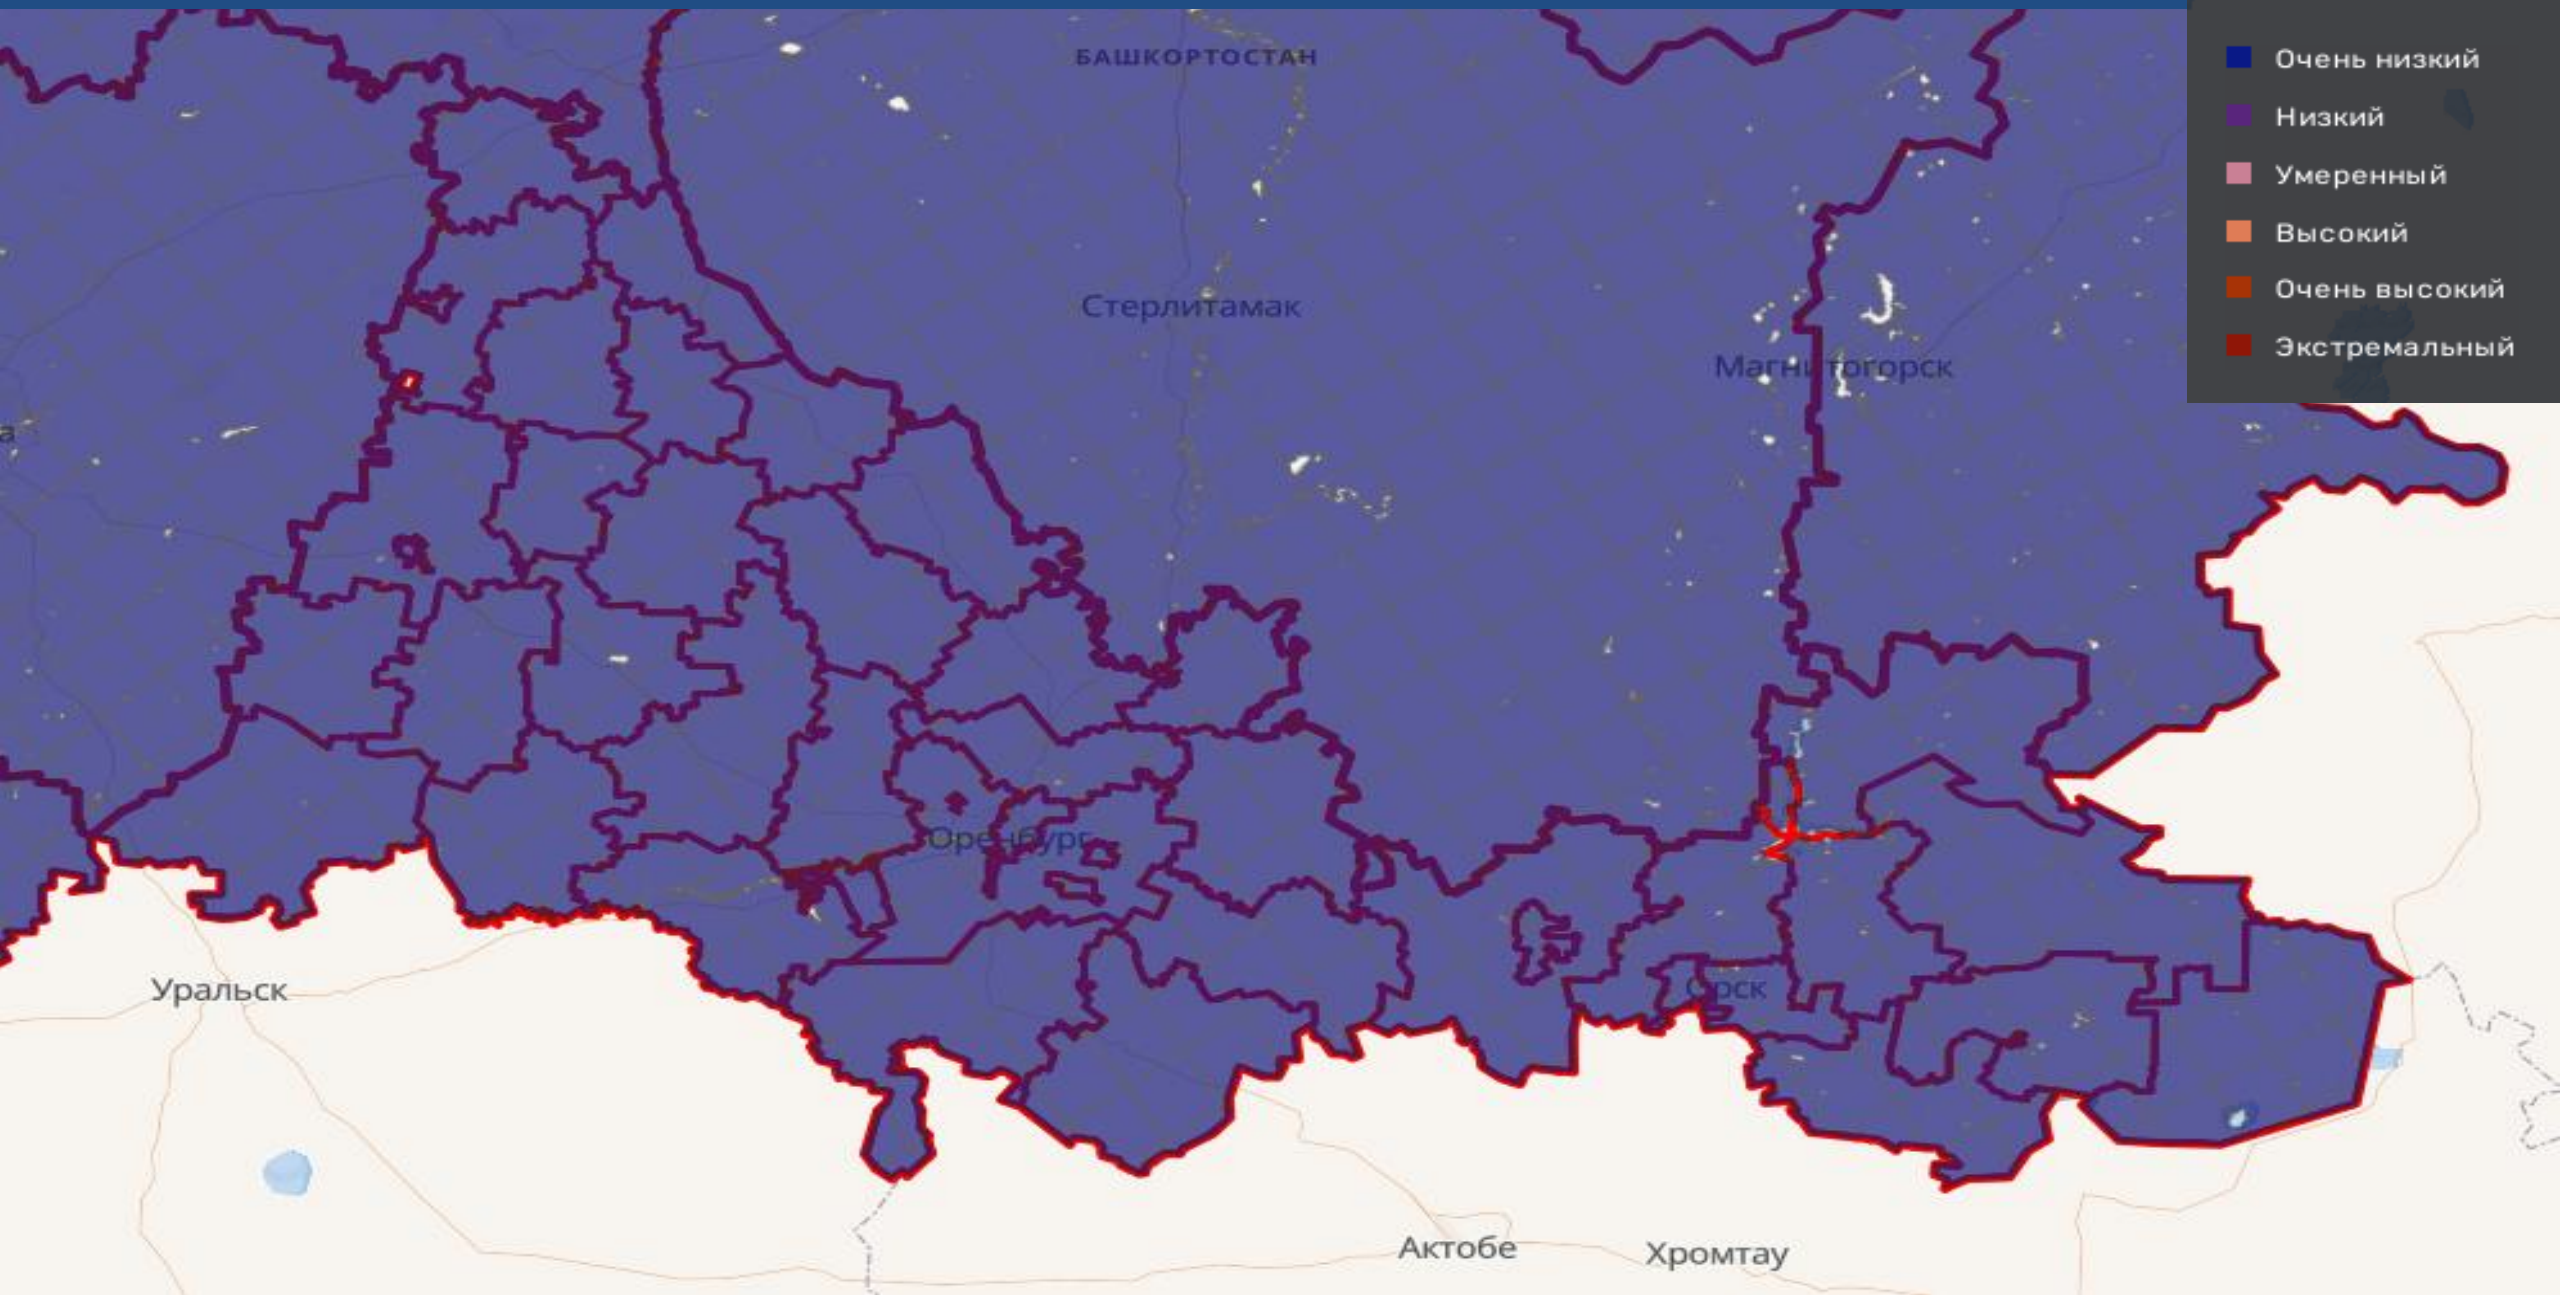 БАШКОРТОСТАН
Стерлитамак
Магнитогорск
Оренбург
Орск
Уральск
Актобе
Хромтау
Очень низкий
Низкий
Умеренный
Высокий
Очень высокий
Экстремальный